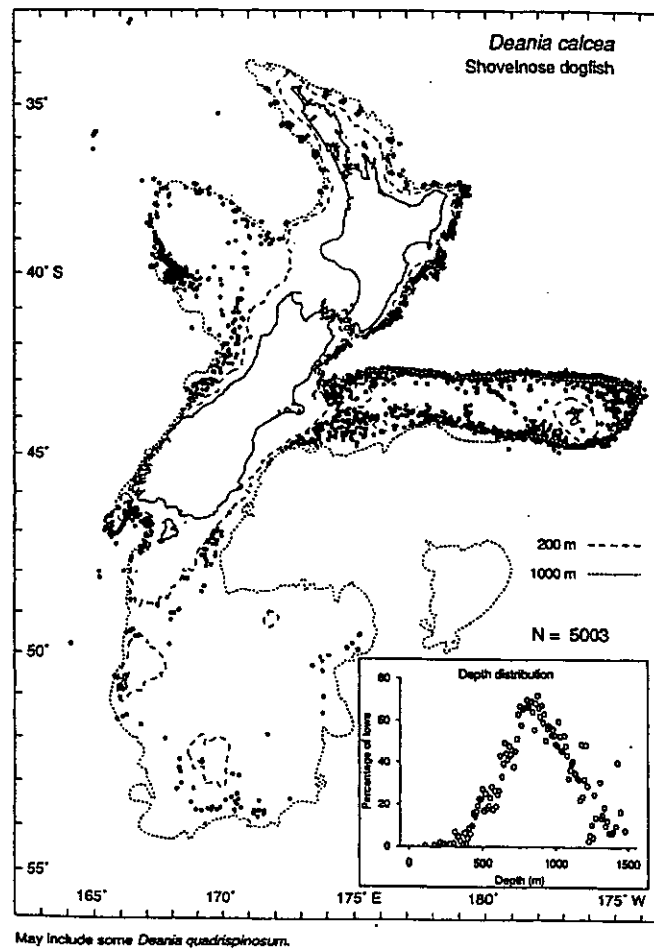 Deania calcea
Shovelnose dogfish
35°
40° S
45°
50°
55°
200 m
1000 m
N = 5003
Depth distribution
Percentage of tows
80
60
40
20
0
0 500 1000 1500
Depth (m)
165° 170° 175° E 180° 175° W
May include some Deania quadrispinosum.